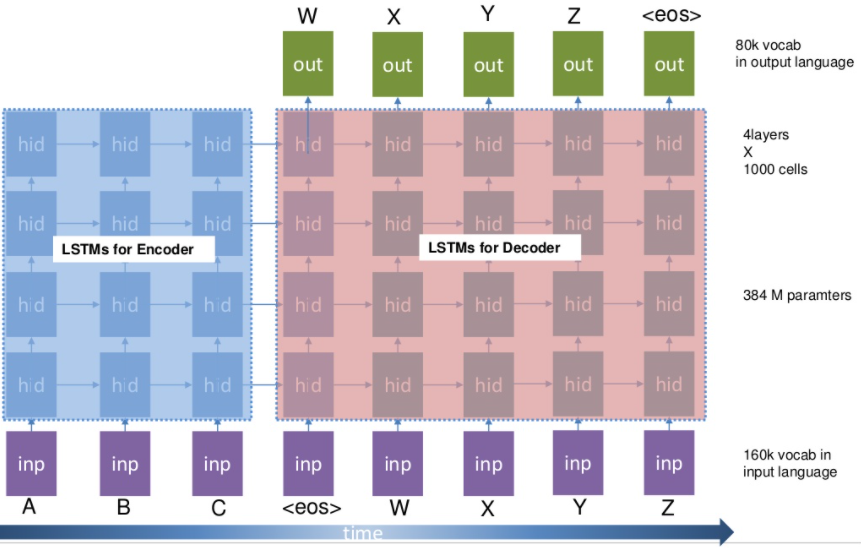 W X Y Z <eos>
out out out out out
80k vocab
in output language
hid hid hid hid hid hid hid hid
4layers
X
1000 cells
hid hid hid hid hid hid hid hid
LSTMs for Encoder
LSTMs for Decoder
hid hid hid hid hid hid hid hid
384 M paramters
hid hid hid hid hid hid hid hid
inp inp inp inp inp inp inp inp
160k vocab in
input language
A B C <eos> W X Y Z
time